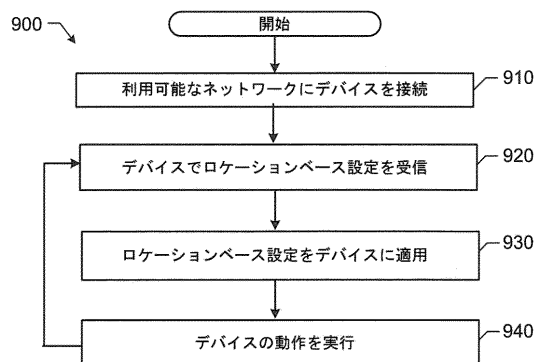 900
開始
利用可能なネットワークにデバイスを接続
910
デバイスでロケーションベース設定を受信
920
ロケーションベース設定をデバイスに適用
930
デバイスの動作を実行
940